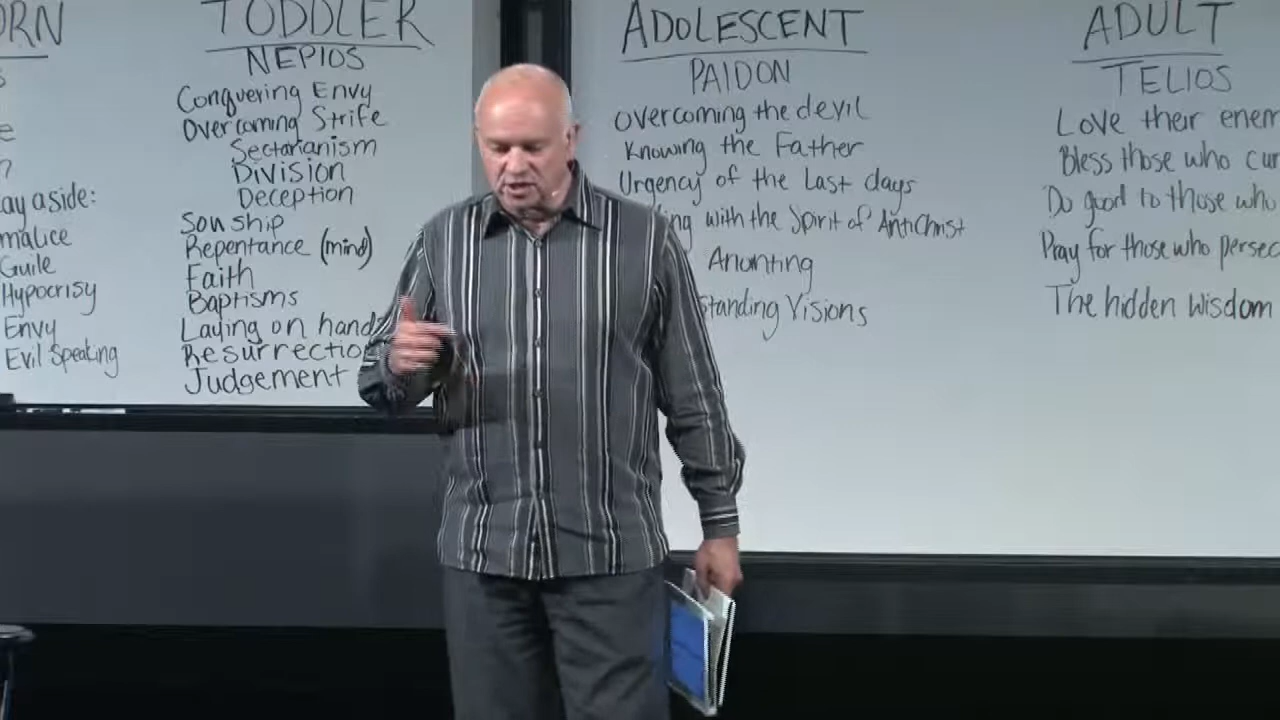 TODDLER
NEPIOS
Conquering Envy
Overcoming Strife
Sectarianism
Division
Deception
Sonship
Repentance (mind)
Faith
Baptisms
Laying on hand
Resurrectio
Judgement
ORN
ay aside:
malice
Guile
Hypocrisy
Envy
Evil Speaking
ADOLESCENT
PAIDON
overcoming the devil
Knowing the Father
Urgency of the Last days
ng with the Spirit of AntiChrist
Anunting
standing Visions
ADULT
TELIOS
Love their enem
Bless those who cur
Do good to those who
Pray for those who persec
The hidden Wisdom